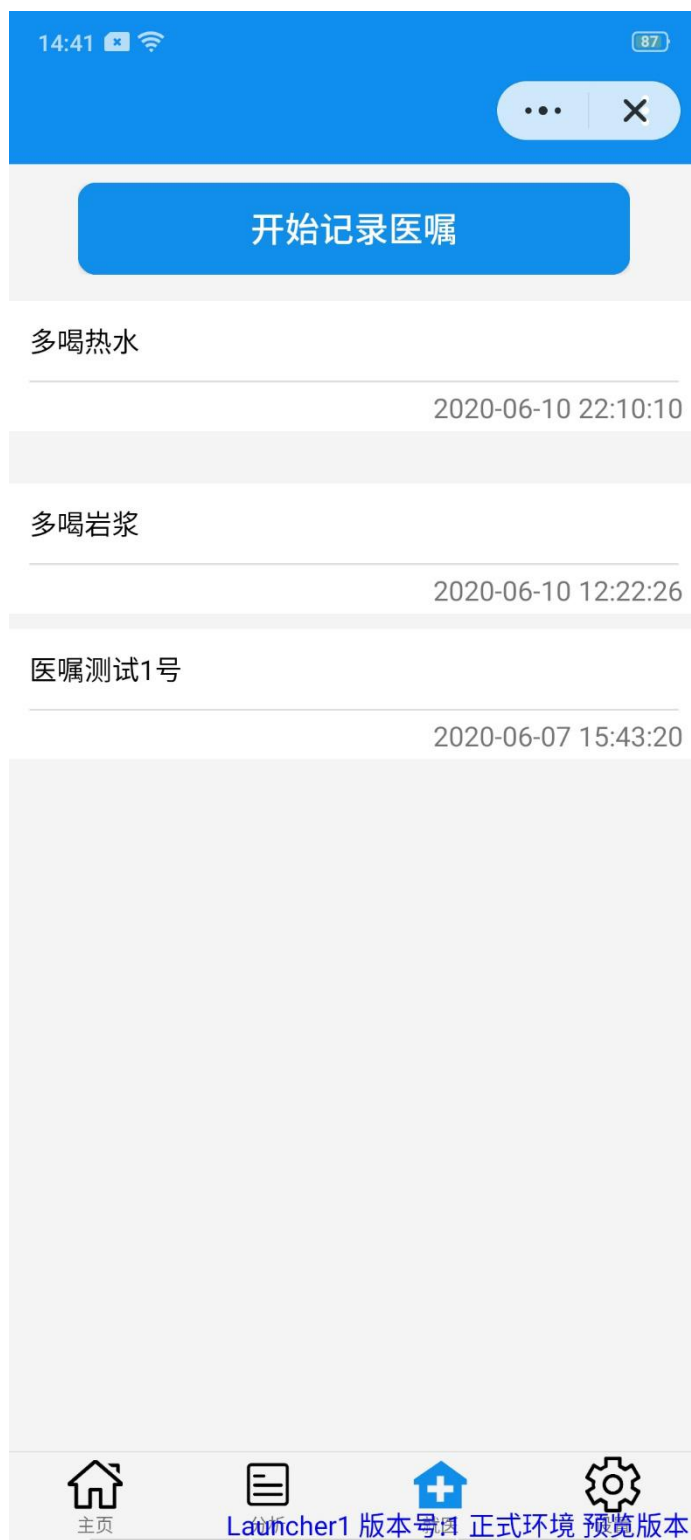 14:41
87
开始记录医嘱
多喝热水
2020-06-10 22:10:10
多喝岩浆
2020-06-10 12:22:26
医嘱测试1号
2020-06-07 15:43:20
主页
Launcher1 版本号:1 正式环境 预览版本